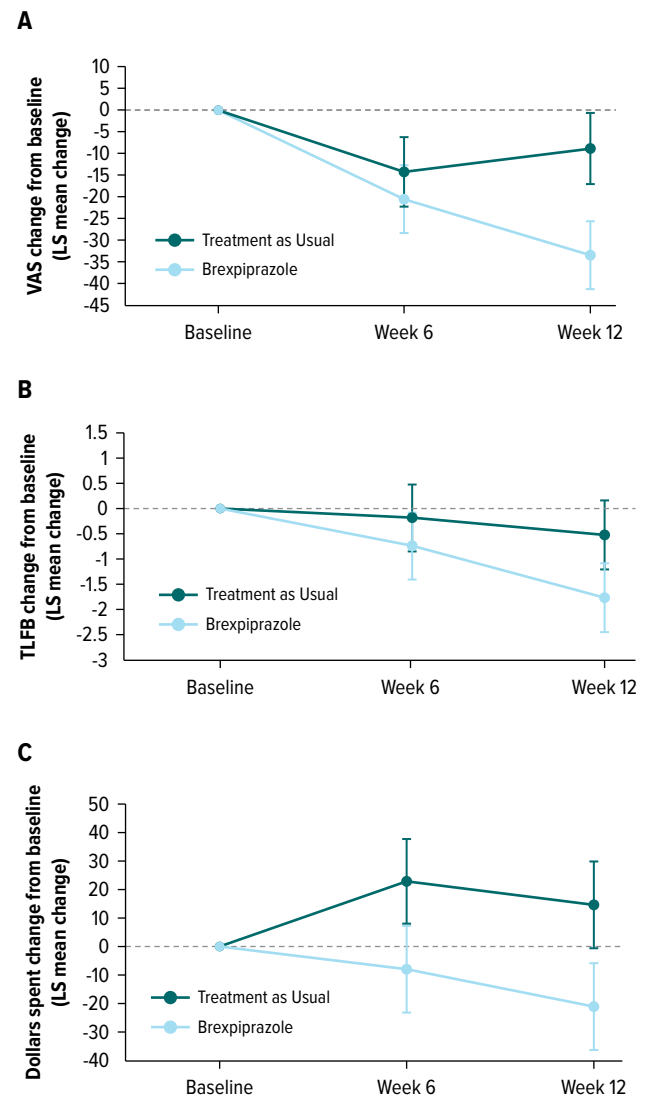 A
VAS change from baseline
(LS mean change)
10
5
0
-5
-10
-15
-20
-25
-30
-35
-40
-45
Treatment as Usual
Brexpiprazole
Baseline
Week 6
Week 12
B
TLFB change from baseline
(LS mean change)
1.5
1
0.5
0
-0.5
-1
-1.5
-2
-2.5
-3
Treatment as Usual
Brexpiprazole
Baseline
Week 6
Week 12
C
Dollars spent change from baseline
(LS mean change)
50
40
30
20
10
0
-10
-20
-30
-40
Treatment as Usual
Brexpiprazole
Baseline
Week 6
Week 12